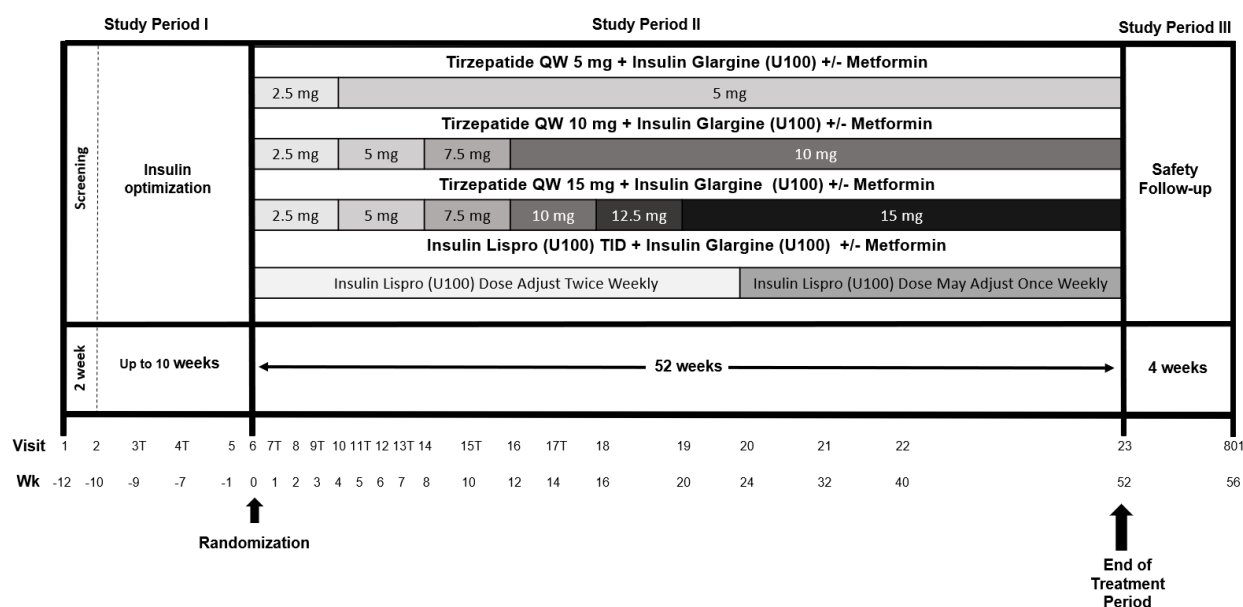 Study Period I Study Period II Study Period III
Screening
Insulin
optimization
Tirzepatide QW 5 mg + Insulin Glargine (U100) +/- Metformin
2.5 mg 5 mg
Tirzepatide QW 10 mg + Insulin Glargine (U100) +/- Metformin
2.5 mg 5 mg 7.5 mg 10 mg
Tirzepatide QW 15 mg + Insulin Glargine (U100) +/- Metformin
2.5 mg 5 mg 7.5 mg 10 mg 12.5 mg 15 mg
Insulin Lispro (U100) TID + Insulin Glargine (U100) +/- Metformin
Insulin Lispro (U100) Dose Adjust Twice Weekly Insulin Lispro (U100) Dose May Adjust Once Weekly
Safety
Follow-up
2 week Up to 10 weeks 52 weeks 4 weeks
Visit 1 2 3T 4T 5 6 7T 8 9T 10 11T 12 13T 14 15T 16 17T 18 19 20 21 22 23 801
Wk -12 -10 -9 -7 -1 0 1 2 3 4 5 6 7 8 10 12 14 16 20 24 32 40 52 56
Randomization
End of
Treatment
Period